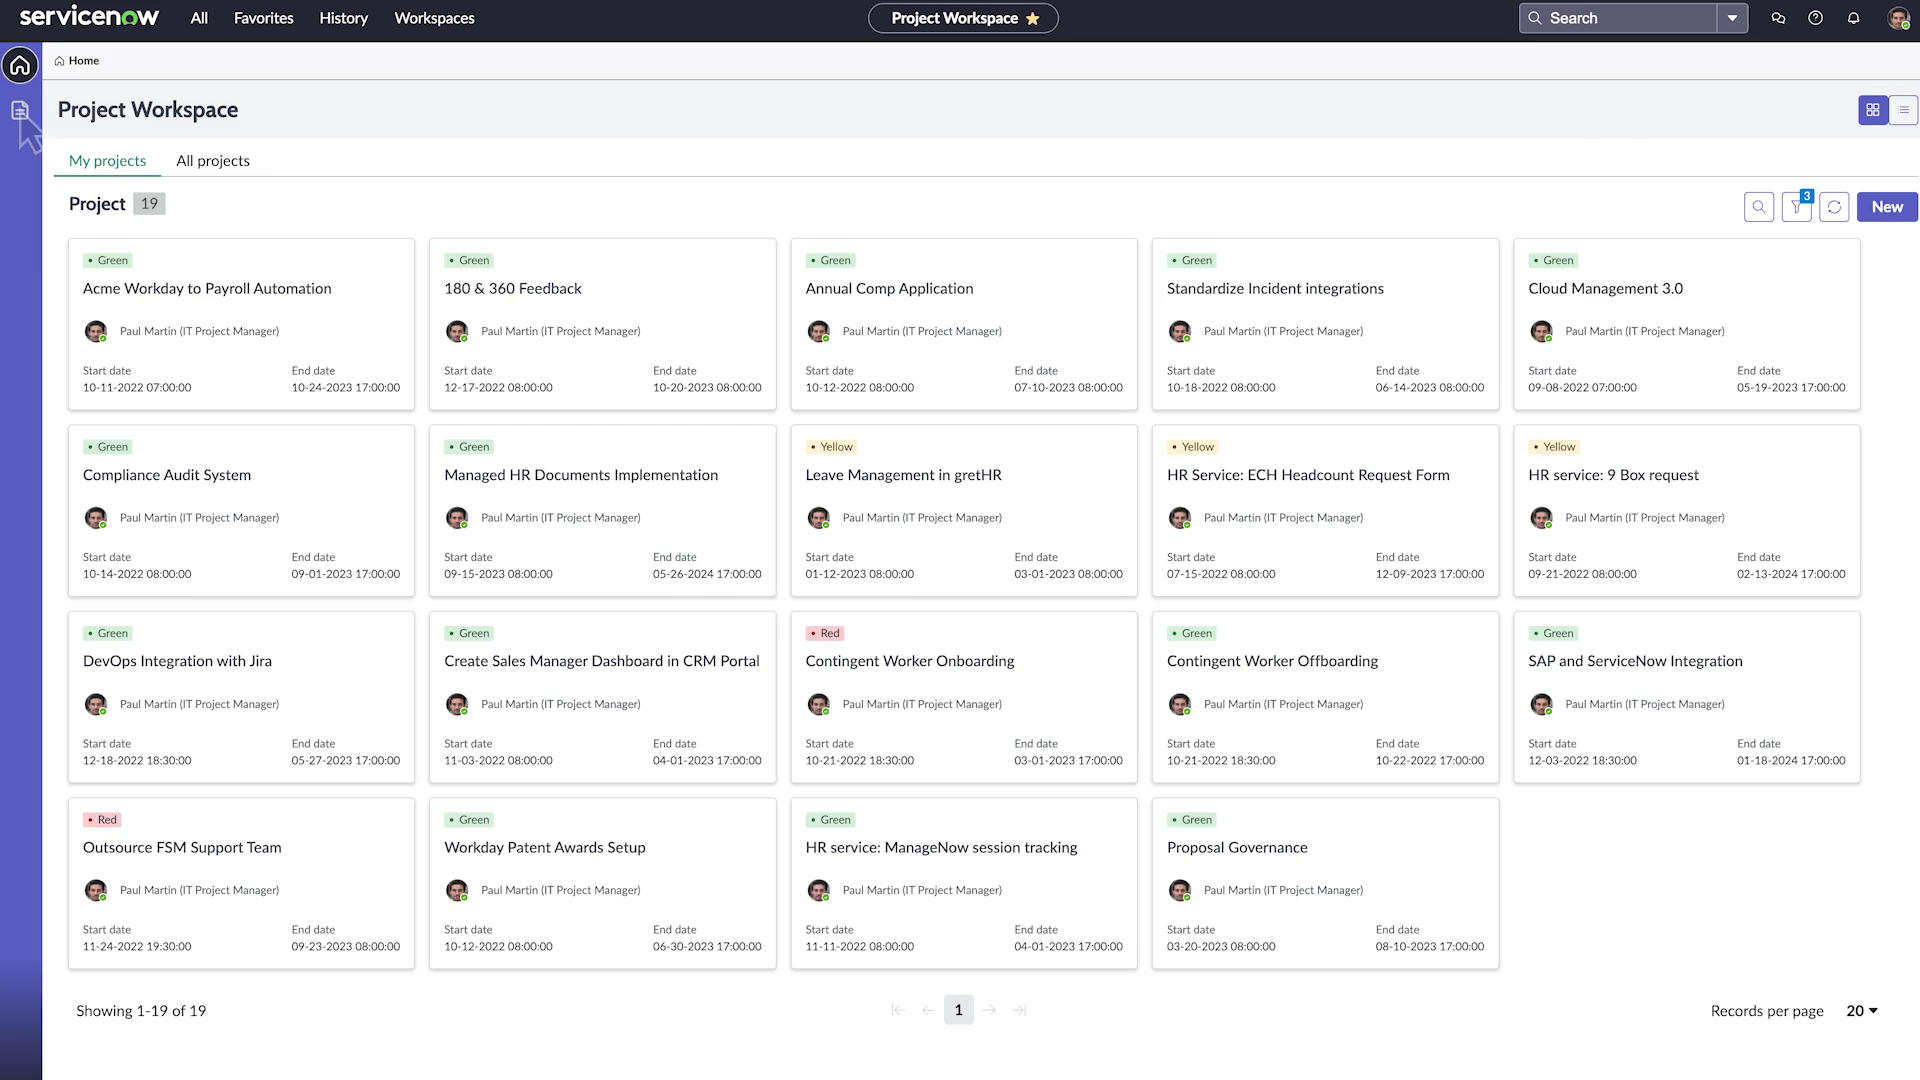 servicenow All Favorites History Workspaces Project Workspace Search
Home
Project Workspace
My projects All projects
Project 19 3 New
Green Green Green Green Green
Acme Workday to Payroll Automation 180 & 360 Feedback Annual Comp Application Standardize Incident integrations Cloud Management 3.0
Paul Martin (IT Project Manager) Paul Martin (IT Project Manager) Paul Martin (IT Project Manager) Paul Martin (IT Project Manager) Paul Martin (IT Project Manager)
Start date End date Start date End date Start date End date Start date End date Start date End date
10-11-2022 07:00:00 10-24-2023 17:00:00 12-17-2022 08:00:00 10-20-2023 08:00:00 10-12-2022 08:00:00 07-10-2023 08:00:00 10-18-2022 08:00:00 06-14-2023 08:00:00 09-08-2022 07:00:00 05-19-2023 17:00:00
Green Green Yellow Yellow Yellow
Compliance Audit System Managed HR Documents Implementation Leave Management in gretHR HR Service: ECH Headcount Request Form HR service: 9 Box request
Paul Martin (IT Project Manager) Paul Martin (IT Project Manager) Paul Martin (IT Project Manager) Paul Martin (IT Project Manager) Paul Martin (IT Project Manager)
Start date End date Start date End date Start date End date Start date End date Start date End date
10-14-2022 08:00:00 09-01-2023 17:00:00 09-15-2023 08:00:00 05-26-2024 17:00:00 01-12-2023 08:00:00 03-01-2023 08:00:00 07-15-2022 08:00:00 12-09-2023 17:00:00 09-21-2022 08:00:00 02-13-2024 17:00:00
Green Green Red Green Green
DevOps Integration with Jira Create Sales Manager Dashboard in CRM Portal Contingent Worker Onboarding Contingent Worker Offboarding SAP and ServiceNow Integration
Paul Martin (IT Project Manager) Paul Martin (IT Project Manager) Paul Martin (IT Project Manager) Paul Martin (IT Project Manager) Paul Martin (IT Project Manager)
Start date End date Start date End date Start date End date Start date End date Start date End date
12-18-2022 18:30:00 05-27-2023 17:00:00 11-03-2022 08:00:00 04-01-2023 17:00:00 10-21-2022 18:30:00 03-01-2023 17:00:00 10-21-2022 18:30:00 10-22-2022 17:00:00 12-03-2022 18:30:00 01-18-2024 17:00:00
Red Green Green Green
Outsource FSM Support Team Workday Patent Awards Setup HR service: ManageNow session tracking Proposal Governance
Paul Martin (IT Project Manager) Paul Martin (IT Project Manager) Paul Martin (IT Project Manager) Paul Martin (IT Project Manager)
Start date End date Start date End date Start date End date Start date End date
11-24-2022 19:30:00 09-23-2023 08:00:00 10-12-2022 08:00:00 06-30-2023 17:00:00 11-11-2022 08:00:00 04-01-2023 17:00:00 03-20-2023 08:00:00 08-10-2023 17:00:00
Showing 1-19 of 19 1 Records per page 20